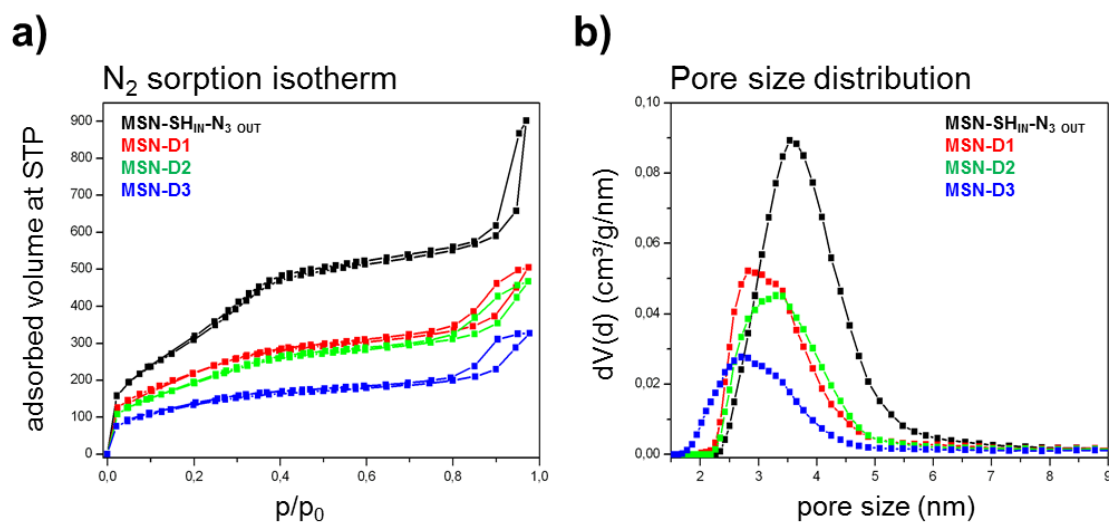 a)
N₂ sorption isotherm
adsorbed volume at STP
900
800
700
600
500
400
300
200
100
0
MSN-SH_IN-N₃ OUT
MSN-D1
MSN-D2
MSN-D3
0,0 0,2 0,4 0,6 0,8 1,0
p/p₀
b)
Pore size distribution
dV(d) (cm³/g/nm)
0,10
0,08
0,06
0,04
0,02
0,00
MSN-SH_IN-N₃ OUT
MSN-D1
MSN-D2
MSN-D3
2 3 4 5 6 7 8 9
pore size (nm)